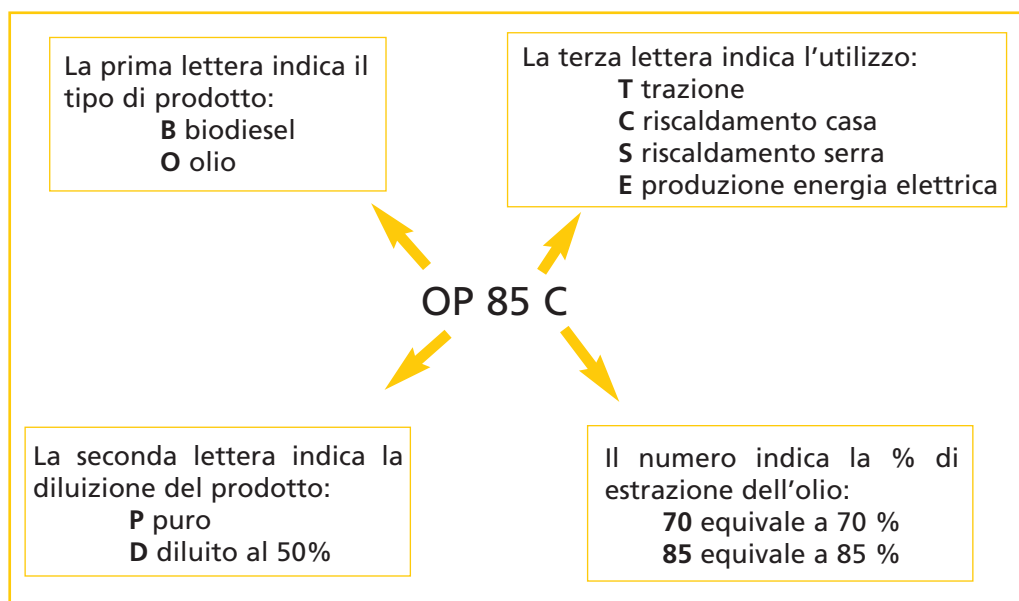 La prima lettera indica il
tipo di prodotto:
B biodiesel
O olio
La terza lettera indica l’utilizzo:
T trazione
C riscaldamento casa
S riscaldamento serra
E produzione energia elettrica
OP 85 C
La seconda lettera indica la
diluizione del prodotto:
P puro
D diluito al 50%
Il numero indica la % di
estrazione dell’olio:
70 equivale a 70 %
85 equivale a 85 %